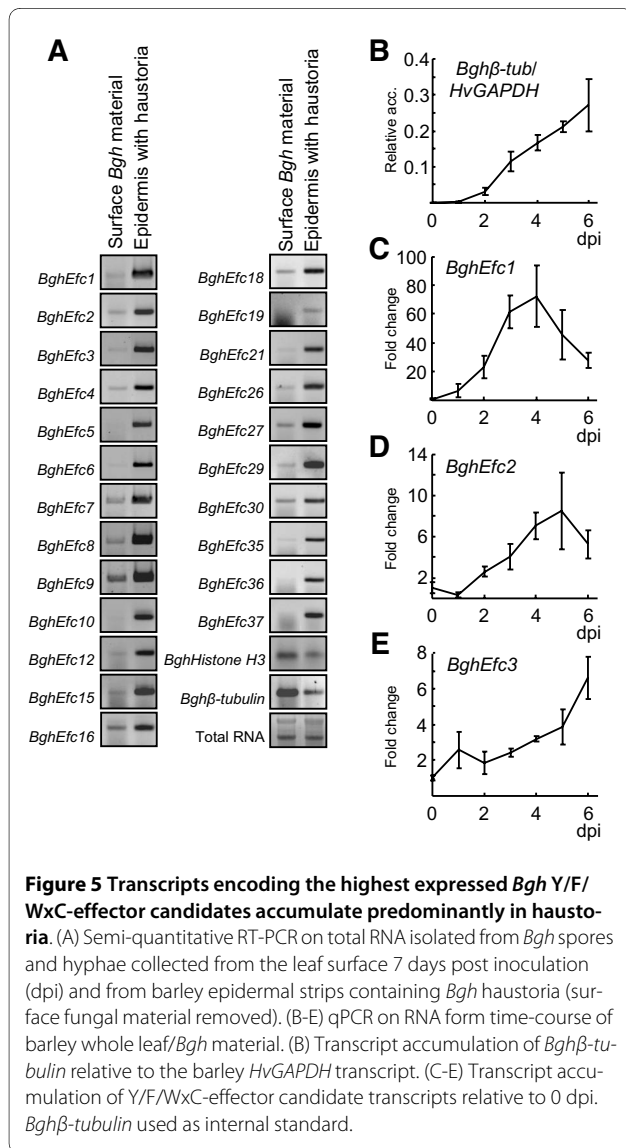 A
Surface Bgh material
Epidermis with haustoria
BghEfc1
BghEfc2
BghEfc3
BghEfc4
BghEfc5
BghEfc6
BghEfc7
BghEfc8
BghEfc9
BghEfc10
BghEfc12
BghEfc15
BghEfc16
Surface Bgh material
Epidermis with haustoria
BghEfc18
BghEfc19
BghEfc21
BghEfc26
BghEfc27
BghEfc29
BghEfc30
BghEfc35
BghEfc36
BghEfc37
BghHistone H3
Bghβ-tubulin
Total RNA
B
Bghβ-tub/
HvGAPDH
Relative acc.
0.4
0.3
0.2
0.1
0 2 4 6
dpi
C
BghEfc1
Fold change
100
80
60
40
20
0 2 4 6
dpi
D
BghEfc2
Fold change
14
10
6
2
0 2 4 6
dpi
E
BghEfc3
Fold change
8
6
4
2
0 2 4 6
dpi
Figure 5 Transcripts encoding the highest expressed Bgh Y/F/
WxC-effector candidates accumulate predominantly in hausto-
ria. (A) Semi-quantitative RT-PCR on total RNA isolated from Bgh spores
and hyphae collected from the leaf surface 7 days post inoculation
(dpi) and from barley epidermal strips containing Bgh haustoria (sur-
face fungal material removed). (B-E) qPCR on RNA form time-course of
barley whole leaf/Bgh material. (B) Transcript accumulation of Bghβ-tu-
bulin relative to the barley HvGAPDH transcript. (C-E) Transcript accu-
mulation of Y/F/WxC-effector candidate transcripts relative to 0 dpi.
Bghβ-tubulin used as internal standard.